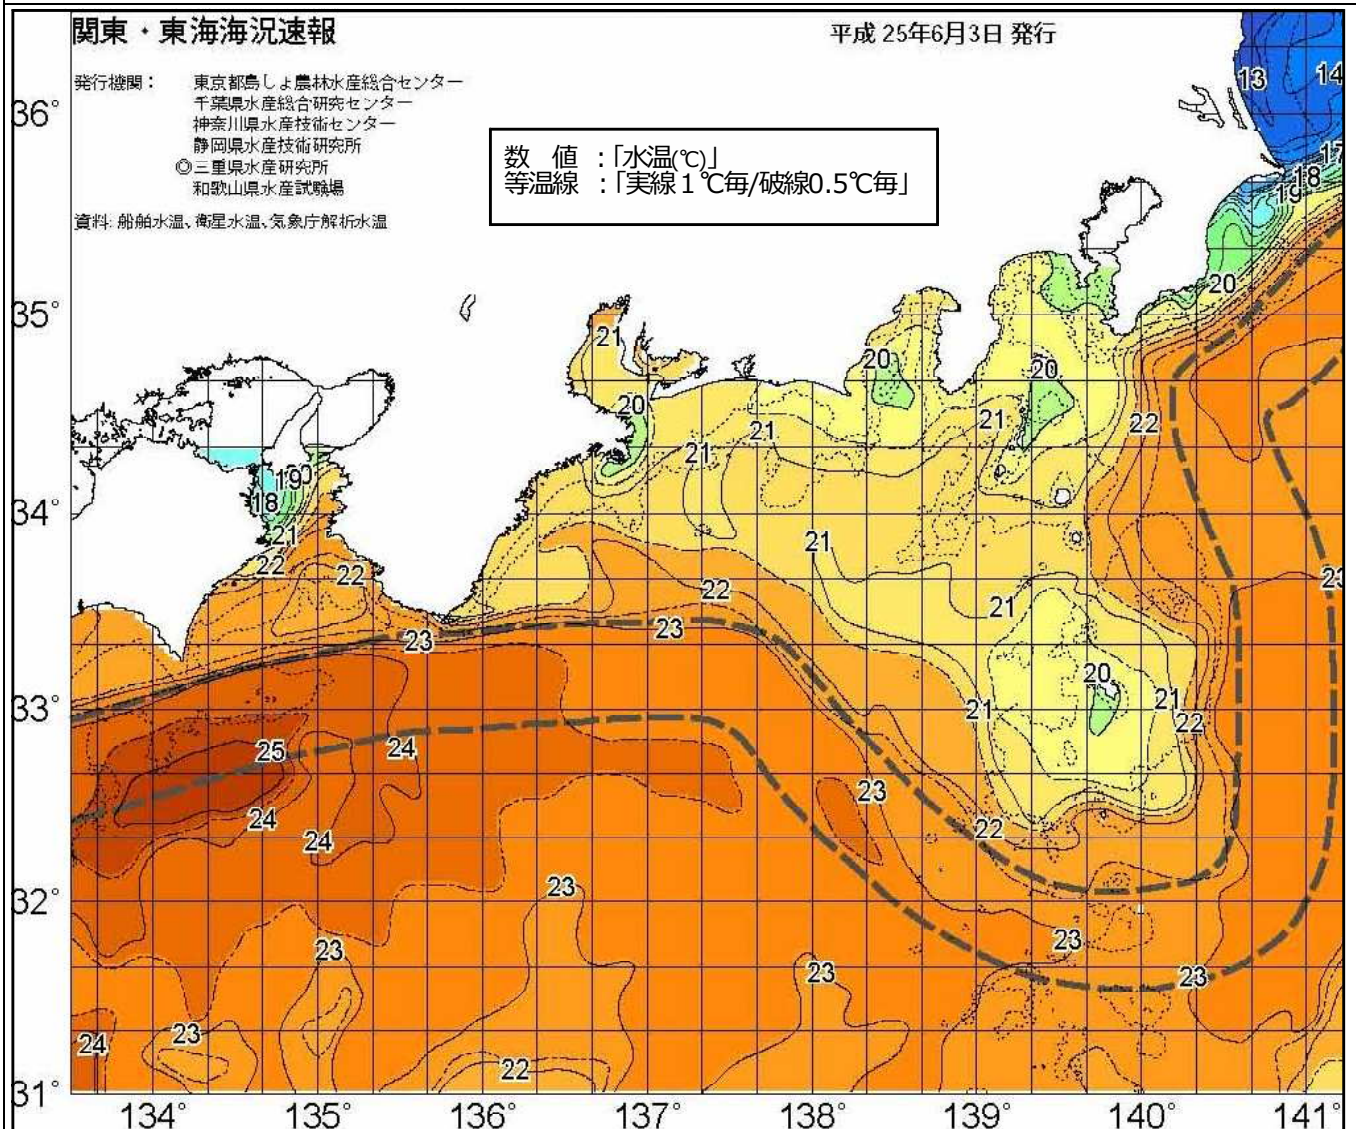 関東・東海海況速報
平成 25年6月3日 発行
発行機関： 東京都島しょ農林水産総合センター
千葉県水産総合研究センター
神奈川県水産技術センター
静岡県水産技術研究所
◎三重県水産研究所
和歌山県水産試験場
資料: 船舶水温、衛星水温、気象庁解析水温
数 値 ：「水温(℃)」
等温線 ：「実線１℃毎/破線0.5℃毎」
13 14
36°
17
18
19
20
35°
21
20 20
20
21 21 22
21
19
18
34°
21 21
22 22
22 21
23
23 23
20
33°
21 21
22
25 24
23
24 22
24
32°
23
23 23
23 23
23
24
22
31°
134° 135° 136° 137° 138° 139° 140° 141°